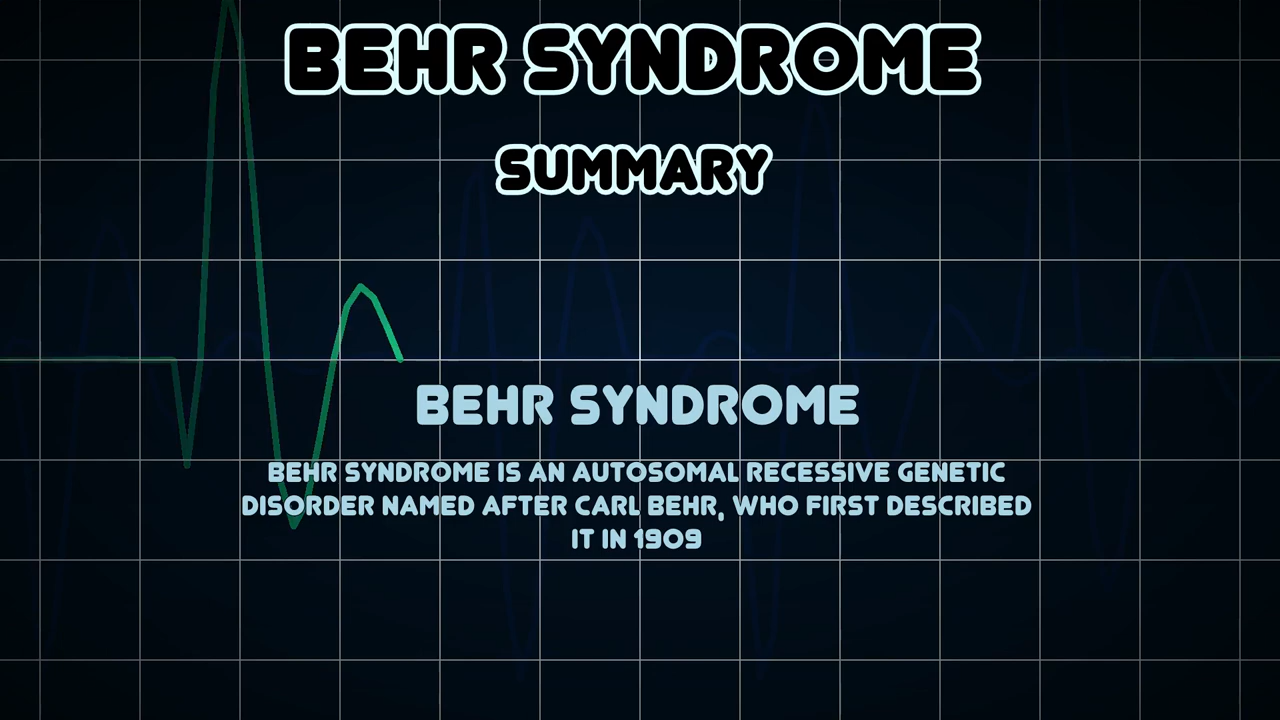 BEHR SYNDROME
SUMMARY
BEHR SYNDROME
BEHR SYNDROME IS AN AUTOSOMAL RECESSIVE GENETIC
DISORDER NAMED AFTER CARL BEHR, WHO FIRST DESCRIBED
IT IN 1909